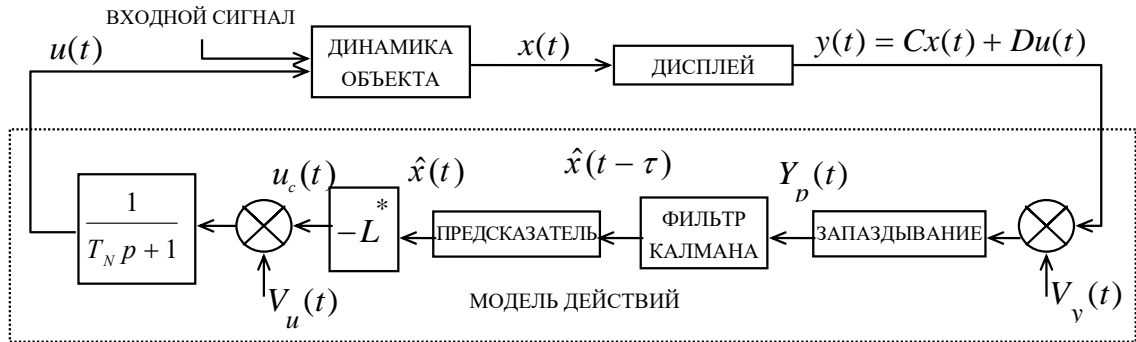 ВХОДНОЙ СИГНАЛ
u(t)
ДИНАМИКА
ОБЪЕКТА
x(t)
ДИСПЛЕЙ
y(t) = Cx(t) + Du(t)
1
T_N p + 1
u_c(t)
V_u(t)
-L*
x̂(t)
ПРЕДСКАЗАТЕЛЬ
x̂(t - τ)
ФИЛЬТР
КАЛМАНА
Y_p(t)
ЗАПАЗДЫВАНИЕ
V_y(t)
МОДЕЛЬ ДЕЙСТВИЙ